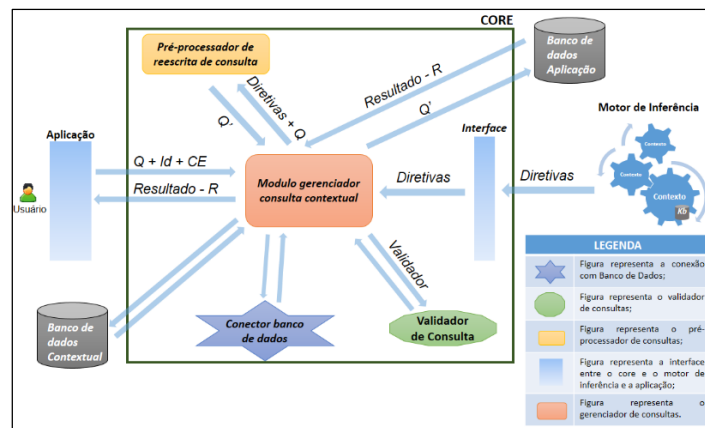 CORE
Pré-processador de
reescrita de consulta
Banco de
dados
Aplicação
Resultado - R
Q'
Diretivas + Q
Q'
Motor de Inferência
Aplicação
Interface
Contexto
Contexto
Contexto
Kb
Q + Id + CE
Resultado - R
Usuário
Modulo gerenciador
consulta contextual
Diretivas
Diretivas
Validador
Banco de
dados
Contextual
Conector banco
de dados
Validador
de Consulta
LEGENDA
Figura representa a conexão
com Banco de Dados;
Figura representa o validador
de consultas;
Figura representa o pré-
processador de consultas;
Figura representa a interface
entre o core e o motor de
inferência e a aplicação;
Figura representa o
gerenciador de consultas.